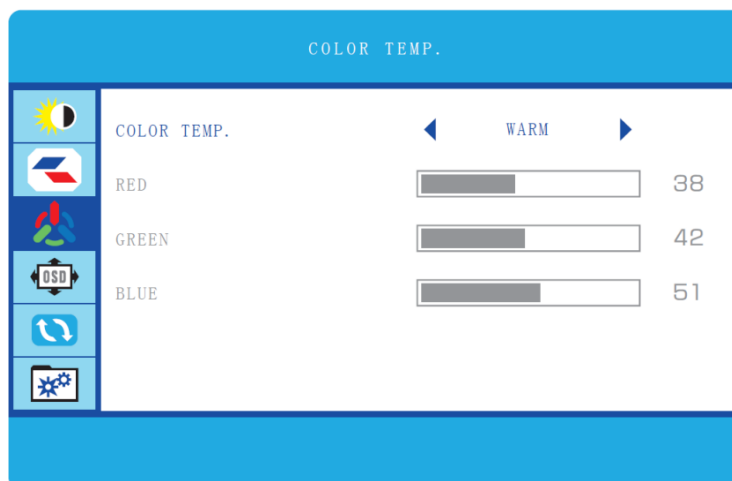 COLOR TEMP.
COLOR TEMP. WARM
RED 38
GREEN 42
OSD
BLUE 51